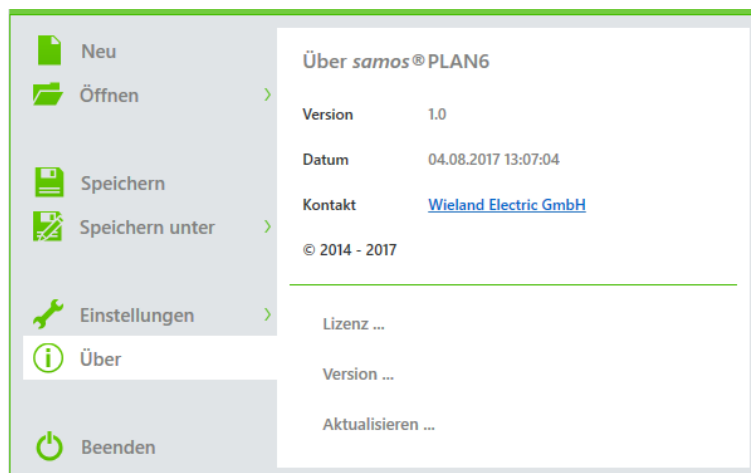 Neu
Öffnen
Speichern
Speichern unter
Einstellungen
Über
Beenden
Über samos®PLAN6
Version 1.0
Datum 04.08.2017 13:07:04
Kontakt Wieland Electric GmbH
© 2014 - 2017
Lizenz ...
Version ...
Aktualisieren ...